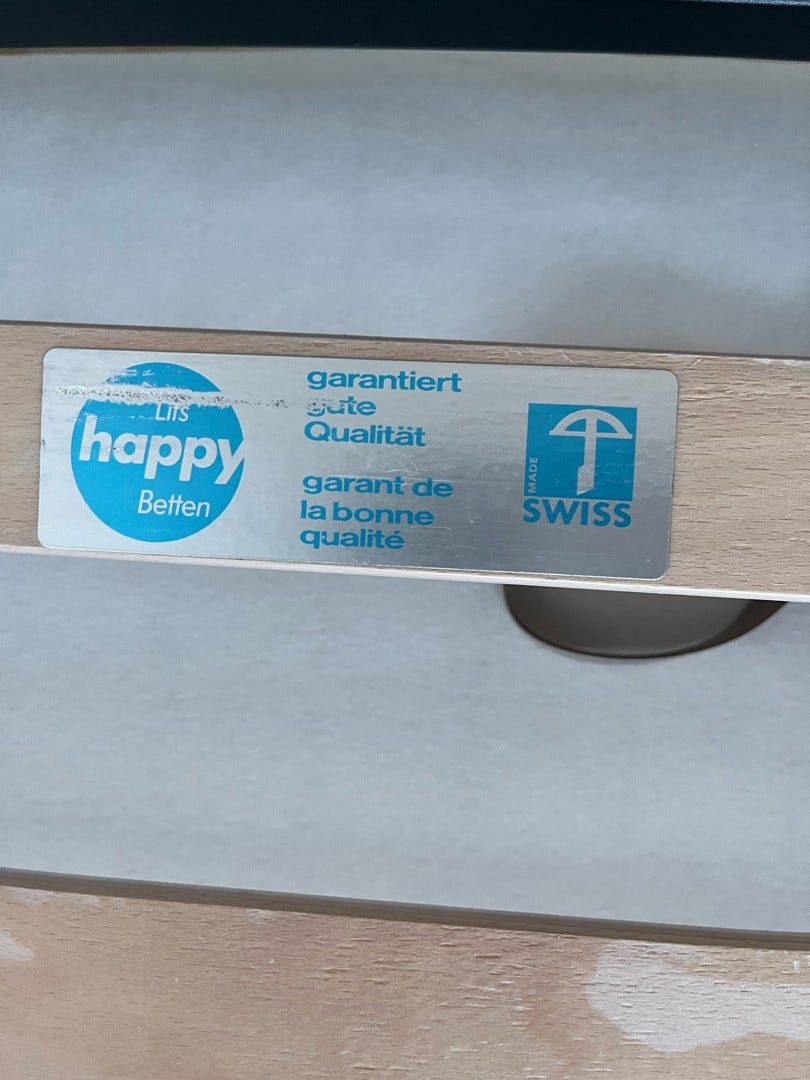 Lits
happy
Betten
garantiert
gute
Qualität
garant de
la bonne
qualité
MADE
SWISS